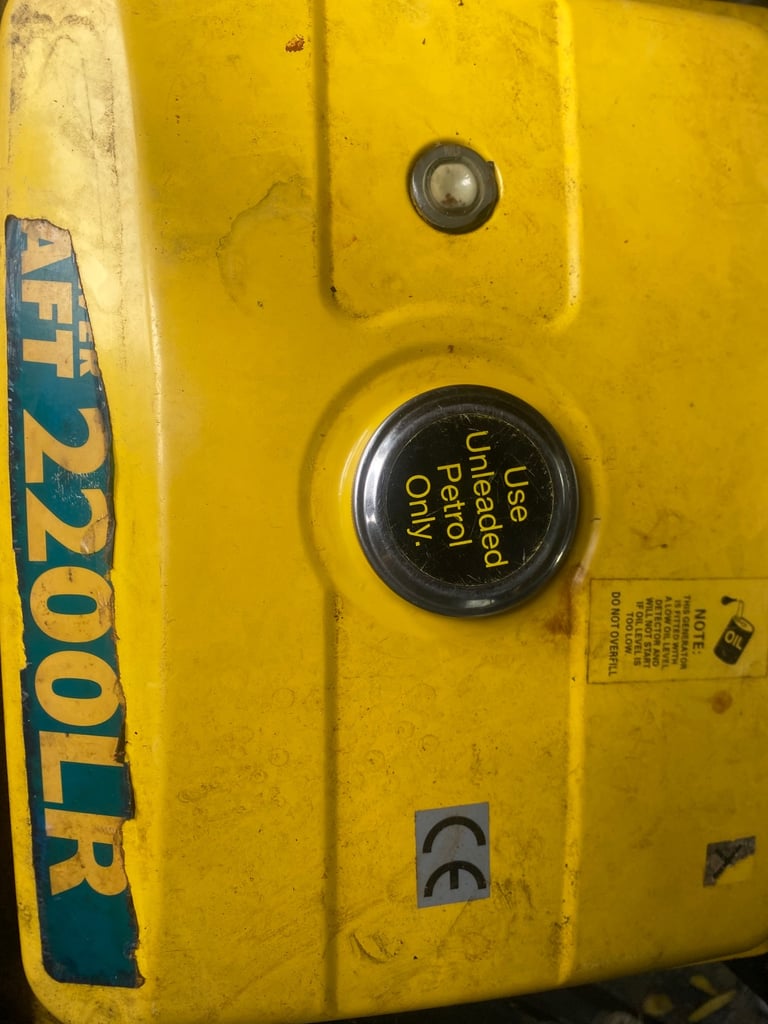 AFT 2200LR
Use
Unleaded
Petrol
Only.
OIL
NOTE:
THIS GENERATOR
IS FITTED WITH
A LOW OIL LEVEL
DETECTOR AND
WILL NOT START
IF OIL LEVEL IS
TOO LOW.
DO NOT OVERFILL
CE